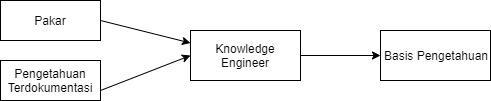 Pakar
Pengetahuan
Terdokumentasi
Knowledge
Engineer
Basis Pengetahuan